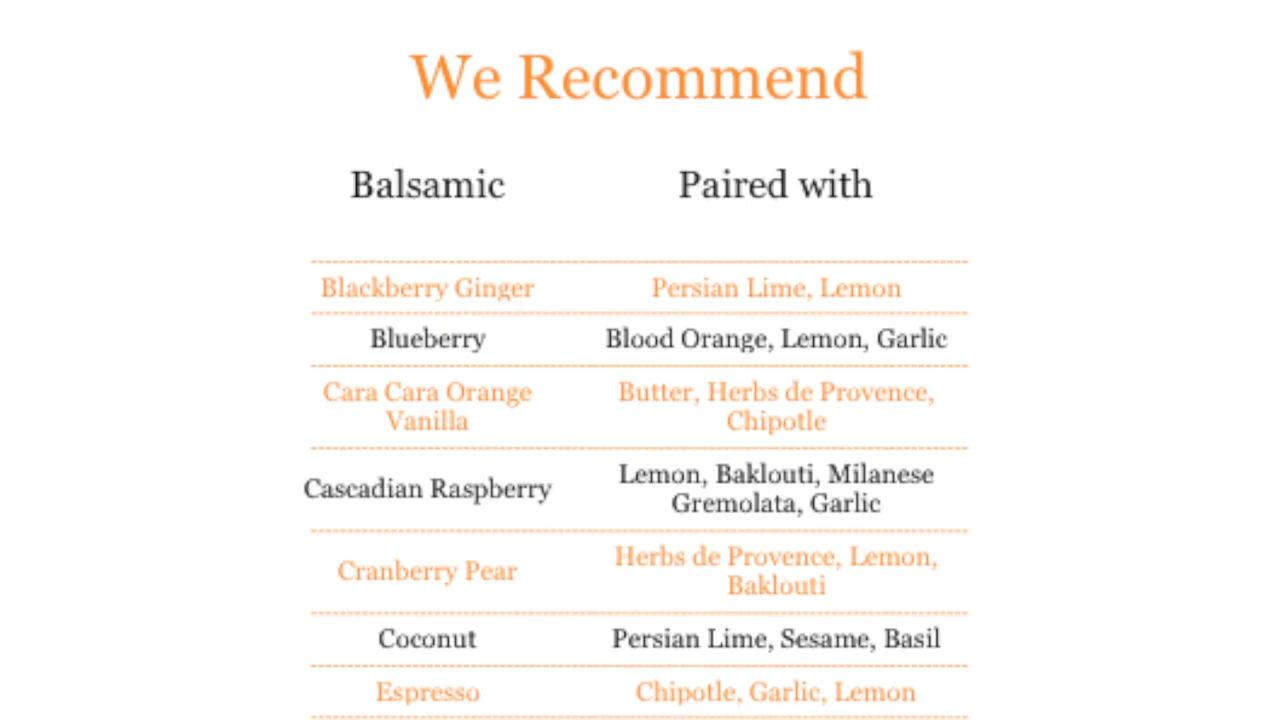 We Recommend
Balsamic Paired with
Blackberry Ginger Persian Lime, Lemon
Blueberry Blood Orange, Lemon, Garlic
Cara Cara Orange
Vanilla
Butter, Herbs de Provence,
Chipotle
Cascadian Raspberry
Lemon, Baklouti, Milanese
Gremolata, Garlic
Cranberry Pear
Herbs de Provence, Lemon,
Baklouti
Coconut Persian Lime, Sesame, Basil
Espresso Chipotle, Garlic, Lemon